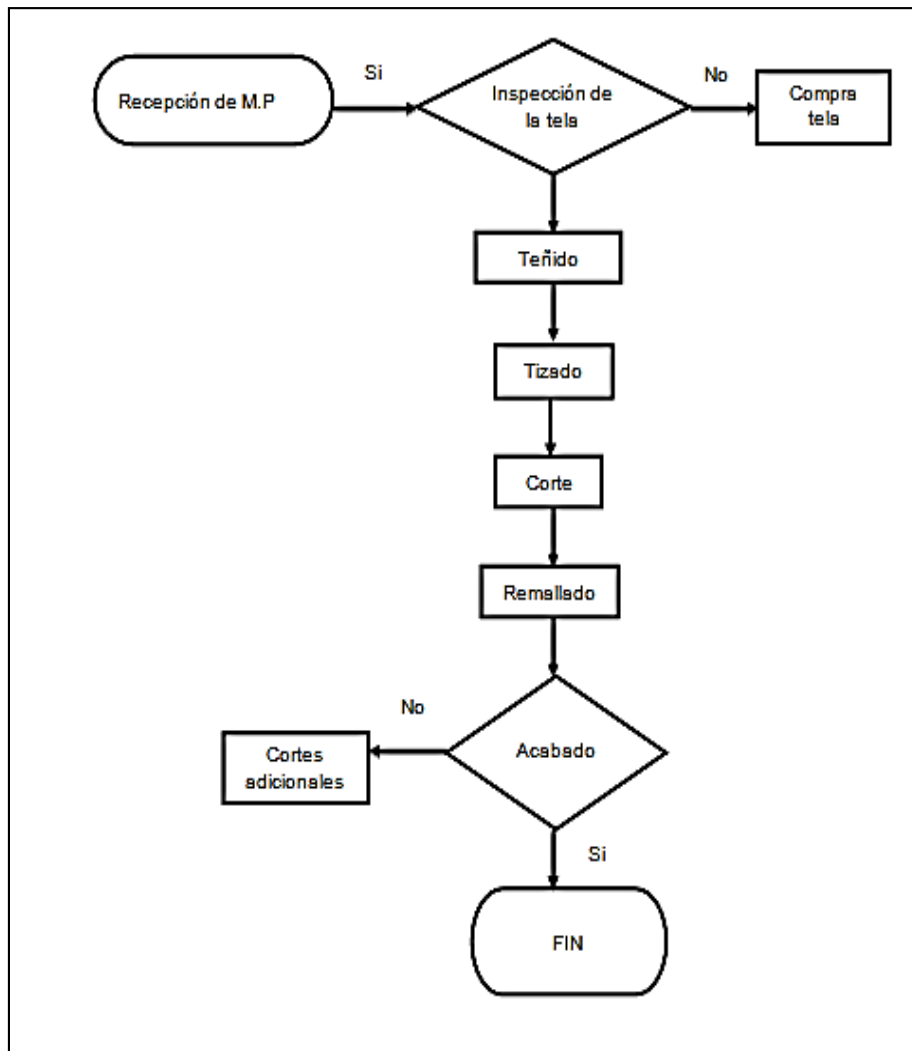 Recepción de M.P
Si
Inspección de
la tela
No
Compra
tela
Teñido
Tizado
Corte
Remallado
No
Acabado
Cortes
adicionales
Si
FIN